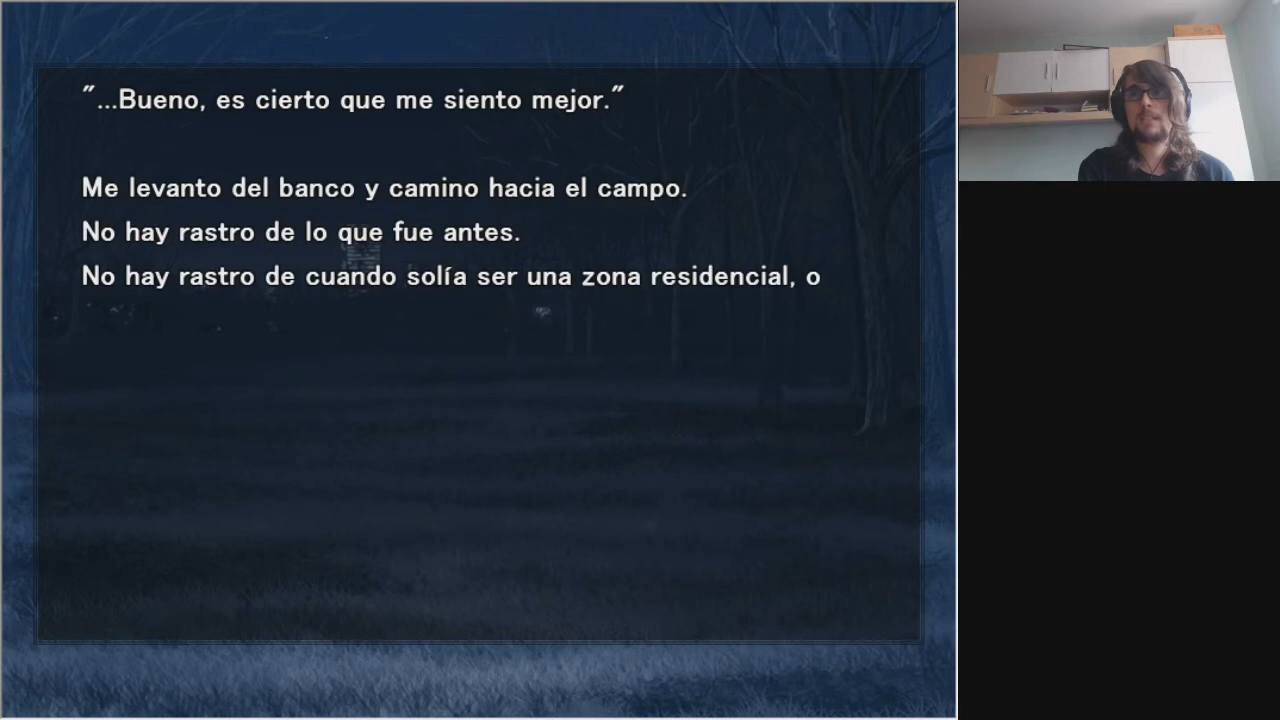 "...Bueno, es cierto que me siento mejor."
Me levanto del banco y camino hacia el campo.
No hay rastro de lo que fue antes.
No hay rastro de cuando solía ser una zona residencial, o